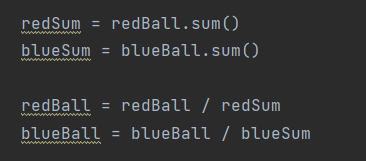 redSum = redBall.sum()
blueSum = blueBall.sum()
redBall = redBall / redSum
blueBall = blueBall / blueSum